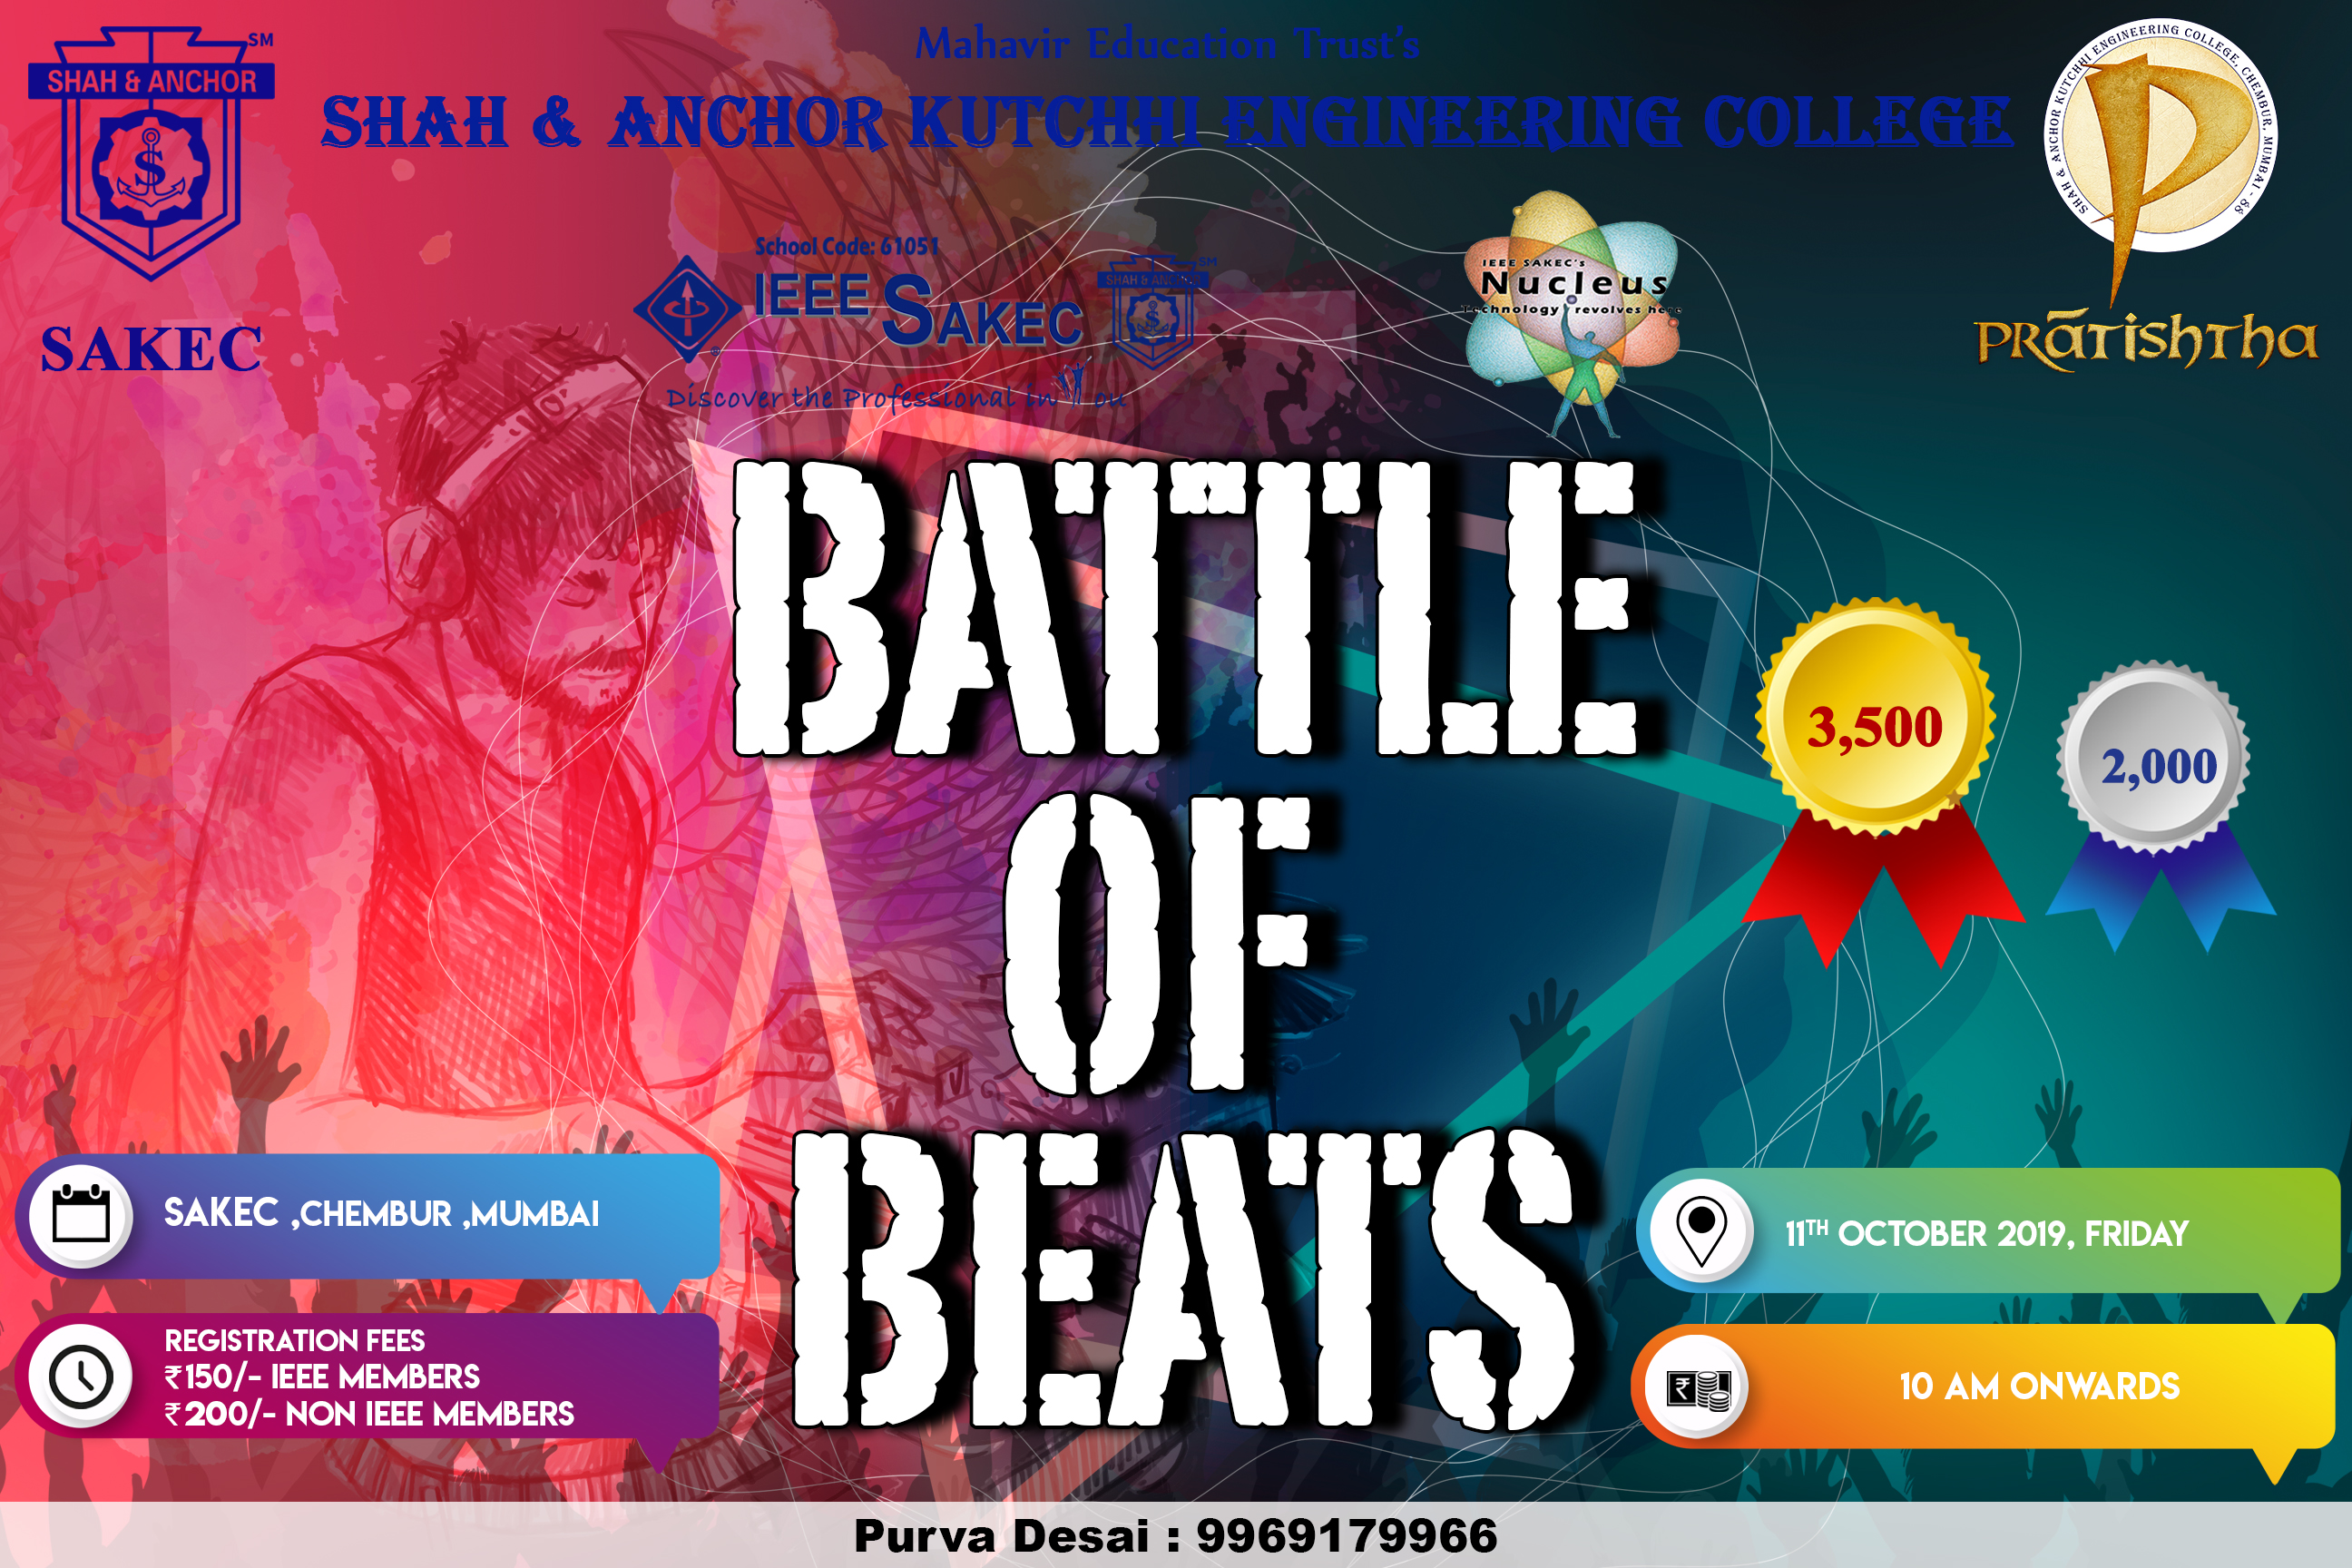 SM
SHAH & ANCHOR
S
SAKEC
Mahavir Education Trust's
SHAH & ANCHOR KUTCHHI ENGINEERING COLLEGE
SHAH & ANCHOR KUTCHHI ENGINEERING COLLEGE, CHEMBUR, MUMBAI - 88
P
PRATISHTHA
School Code: 61051
IEEE SAKEC
SHAH & ANCHOR
SM
Discover the Professional in You
IEEE SAKEC's
Nucleus
Technology revolves here
BATTLE
OF
BEATS
3,500
2,000
SAKEC ,CHEMBUR ,MUMBAI
REGISTRATION FEES
₹150/- IEEE MEMBERS
₹200/- NON IEEE MEMBERS
11TH OCTOBER 2019, FRIDAY
₹
10 AM ONWARDS
Purva Desai : 9969179966